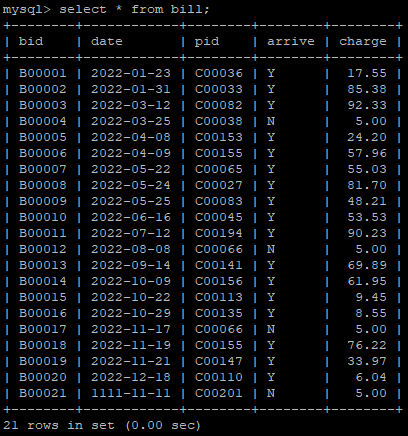 mysql> select * from bill;
+--------+------------+--------+--------+--------+
| bid    | date       | pid    | arrive | charge |
+--------+------------+--------+--------+--------+
| B00001 | 2022-01-23 | C00036 | Y      |  17.55 |
| B00002 | 2022-01-31 | C00033 | Y      |  85.38 |
| B00003 | 2022-03-12 | C00082 | Y      |  92.33 |
| B00004 | 2022-03-25 | C00038 | N      |   5.00 |
| B00005 | 2022-04-08 | C00153 | Y      |  24.20 |
| B00006 | 2022-04-09 | C00155 | Y      |  57.96 |
| B00007 | 2022-05-22 | C00065 | Y      |  55.03 |
| B00008 | 2022-05-24 | C00027 | Y      |  81.70 |
| B00009 | 2022-05-25 | C00083 | Y      |  48.21 |
| B00010 | 2022-06-16 | C00045 | Y      |  53.53 |
| B00011 | 2022-07-12 | C00194 | Y      |  90.23 |
| B00012 | 2022-08-08 | C00066 | N      |   5.00 |
| B00013 | 2022-09-14 | C00141 | Y      |  69.89 |
| B00014 | 2022-10-09 | C00156 | Y      |  61.95 |
| B00015 | 2022-10-22 | C00113 | Y      |   9.45 |
| B00016 | 2022-10-29 | C00135 | Y      |   8.55 |
| B00017 | 2022-11-17 | C00066 | N      |   5.00 |
| B00018 | 2022-11-19 | C00155 | Y      |  76.22 |
| B00019 | 2022-11-21 | C00147 | Y      |  33.97 |
| B00020 | 2022-12-18 | C00110 | Y      |   6.04 |
| B00021 | 1111-11-11 | C00201 | N      |   5.00 |
+--------+------------+--------+--------+--------+
21 rows in set (0.00 sec)